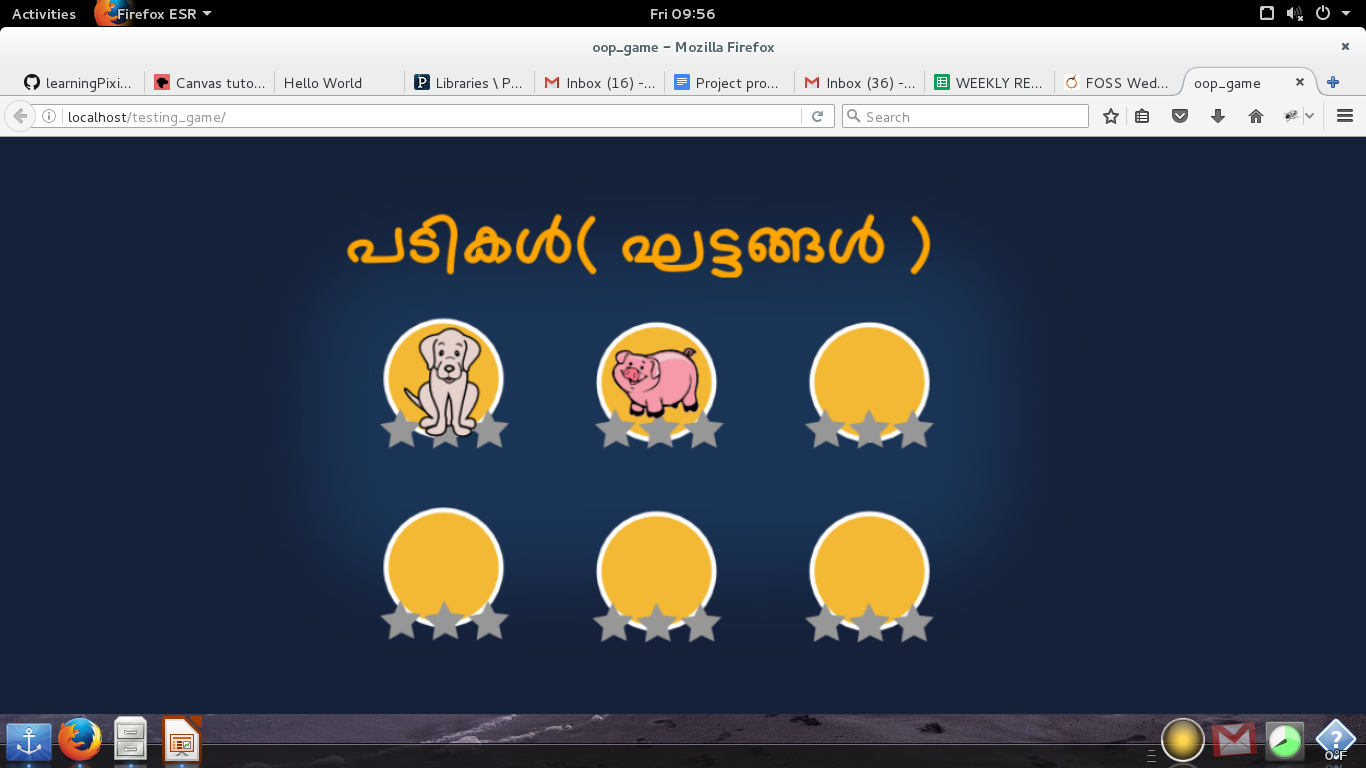 Activities Firefox ESR Fri 09:56
oop_game – Mozilla Firefox
learningPixi... Canvas tuto... Hello World Libraries \ P... Inbox (16) -... Project pro... Inbox (36) -... WEEKLY RE... FOSS Wed... oop_game
localhost/testing_game/ Search
പടികൾ( ഘട്ടങ്ങൾ )
0°F